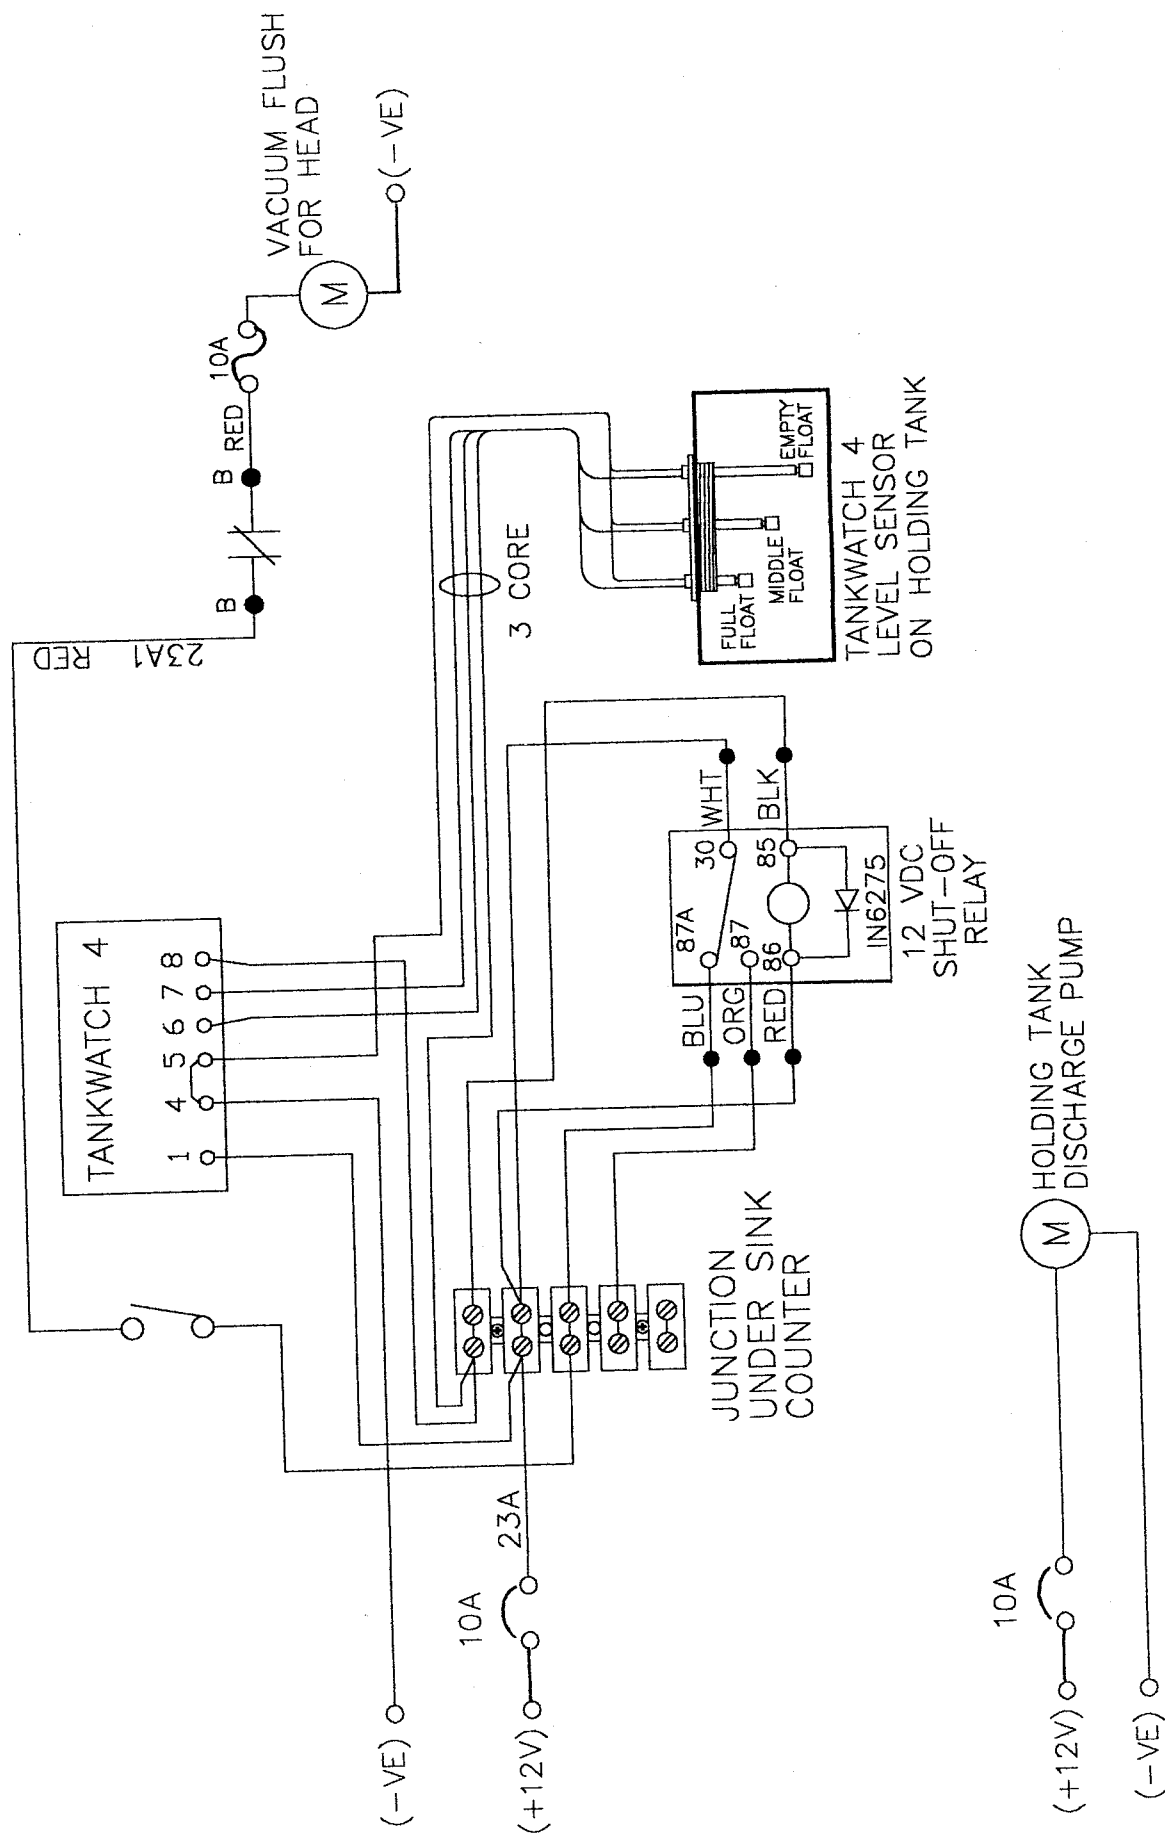 VACUUM FLUSH
FOR HEAD
M
(-VE)
10A
RED
B
B
23A1 RED
TANKWATCH 4
1 4 5 6 7 8
3 CORE
FULL
FLOAT
MIDDLE
FLOAT
EMPTY
FLOAT
TANKWATCH 4
LEVEL SENSOR
ON HOLDING TANK
BLU
87A
30
WHT
ORG
87
RED
86
85
BLK
IN6275
12 VDC
SHUT-OFF
RELAY
JUNCTION
UNDER SINK
COUNTER
(-VE)
(+12V)
10A
23A
HOLDING TANK
DISCHARGE PUMP
M
10A
(+12V)
(-VE)